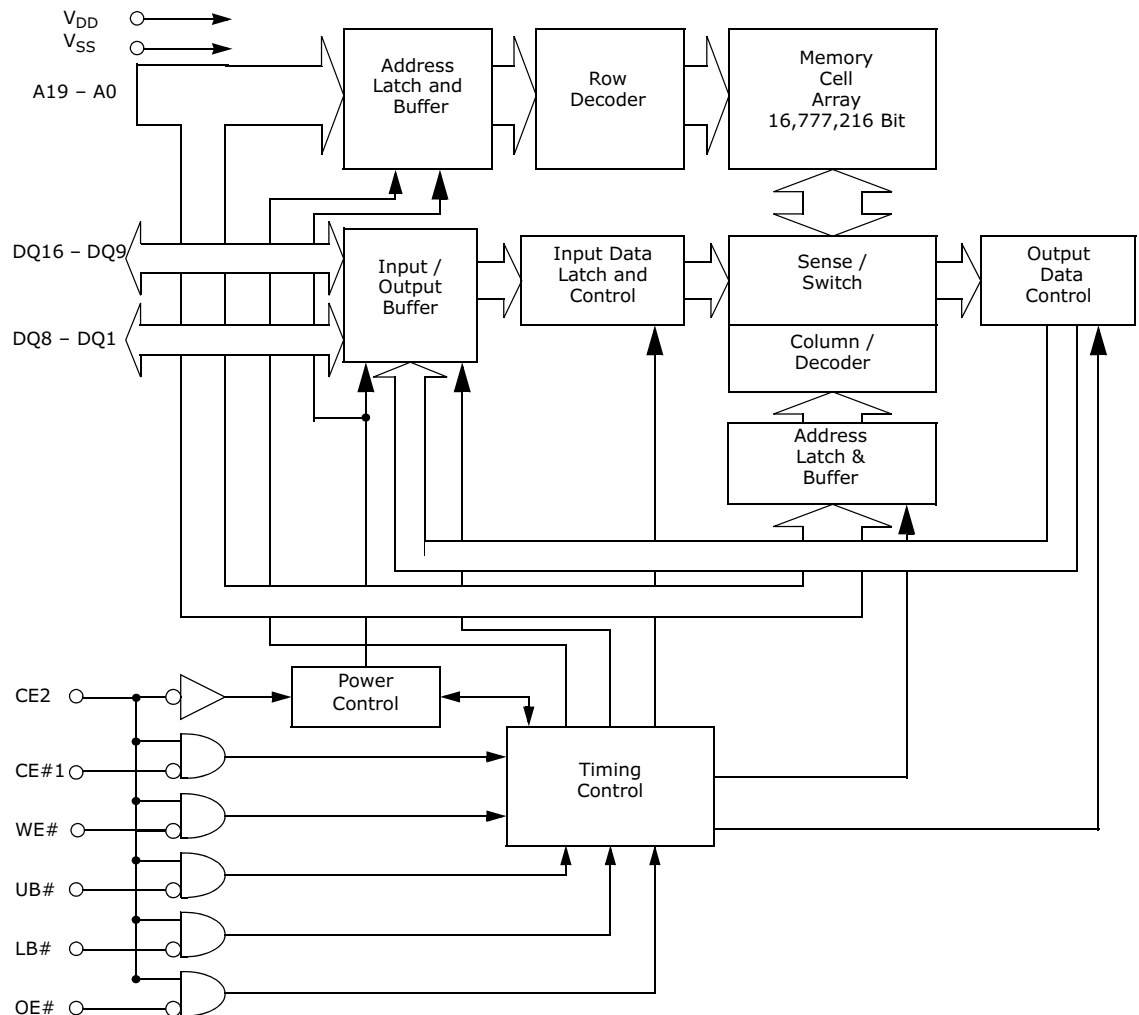 VDD
VSS
A19 – A0
Address
Latch and
Buffer
Row
Decoder
Memory
Cell
Array
16,777,216 Bit
DQ16 – DQ9
DQ8 – DQ1
Input /
Output
Buffer
Input Data
Latch and
Control
Sense /
Switch
Column /
Decoder
Output
Data
Control
Address
Latch &
Buffer
CE2
Power
Control
CE#1
Timing
Control
WE#
UB#
LB#
OE#